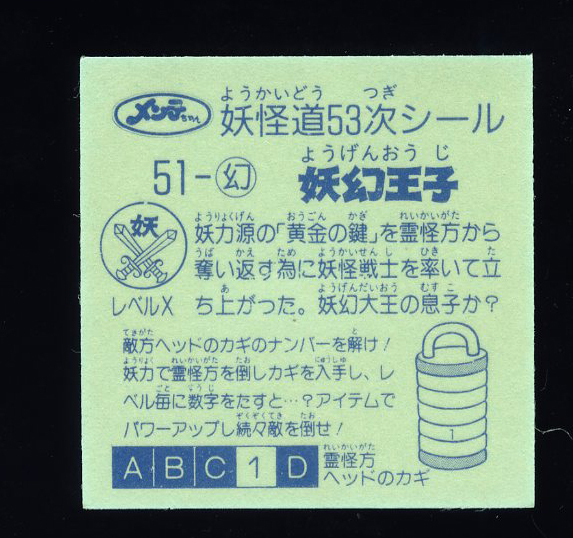 メンテちゃん
ようかいどう つぎ
妖怪道53次シール
51-幻
ようげんおう じ
妖幻王子
妖
レベルX
ようりょくげん おうごん かぎ れいかいがた
妖力源の「黄金の鍵」を霊怪方から
うば かえ ため ようかいせんし ひき た
奪い返す為に妖怪戦士を率いて立
あ ようげんだいおう むすこ
ち上がった。妖幻大王の息子か?
てきがた と
敵方ヘッドのカギのナンバーを解け!
ようりょく れいかいがた たお にゅうしゅ
妖力で霊怪方を倒しカギを入手し、レ
ごと すうじ
ベル毎に数字をたすと…?アイテムで
ぞくぞくてき たお
パワーアップし続々敵を倒せ!
1
A B C 1 D
れいかいがた
霊怪方
ヘッドのカギ